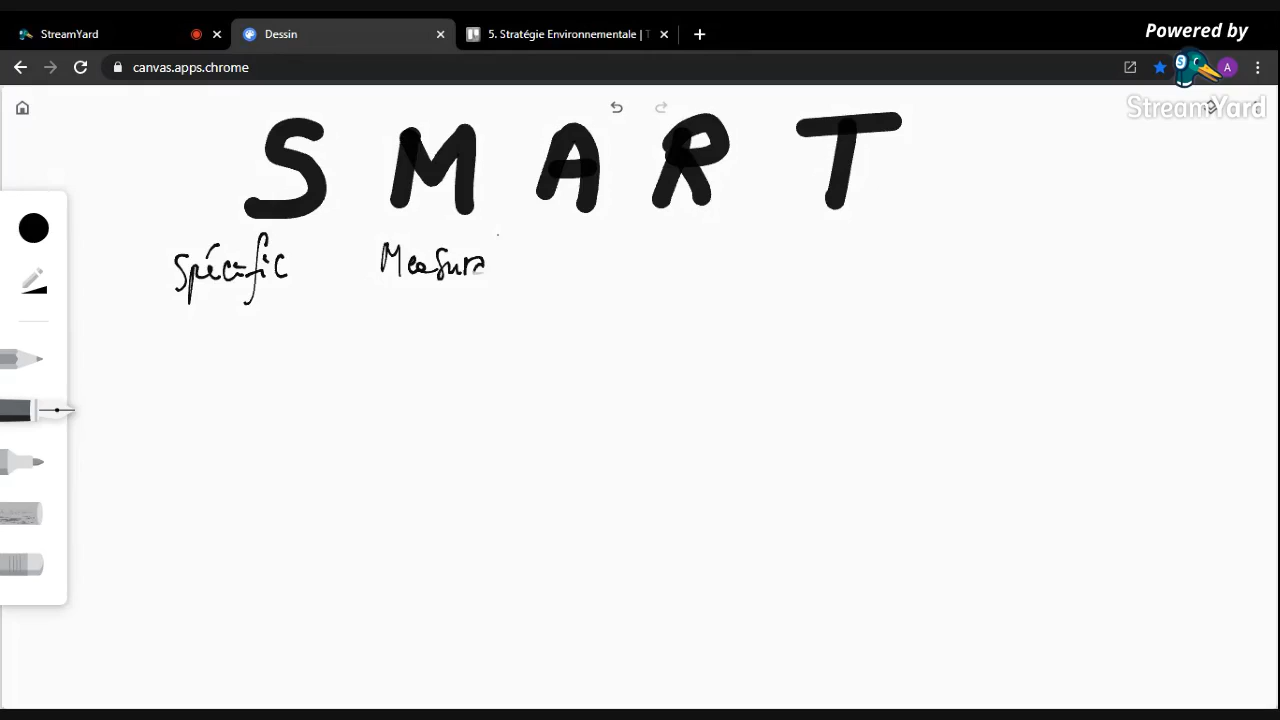 Powered by
StreamYard
Dessin
5. Stratégie Environnementale | T
canvas.apps.chrome
A
StreamYard
S M A R T
Spécific Measura